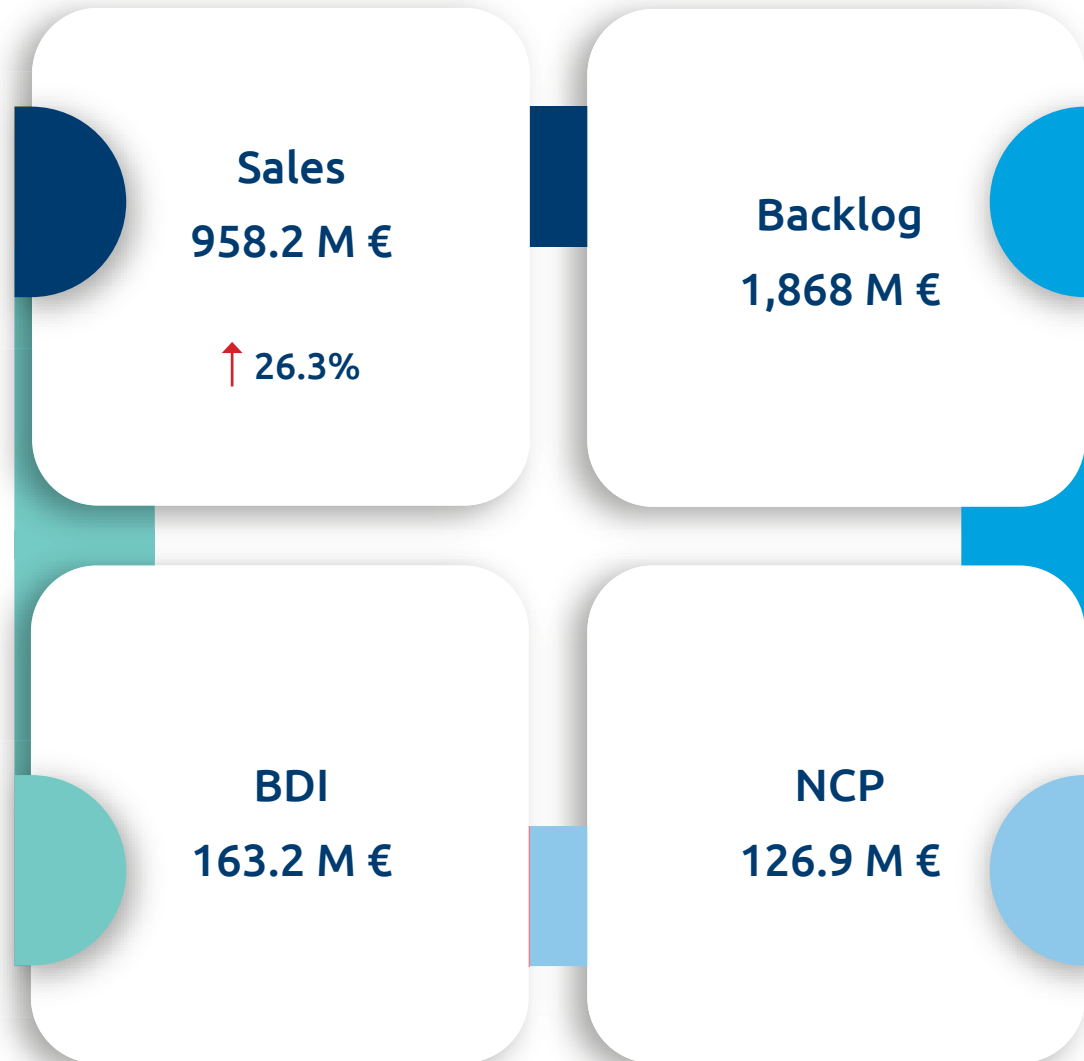 Sales
958.2 M €
↑ 26.3%
Backlog
1,868 M €
BDI
163.2 M €
NCP
126.9 M €